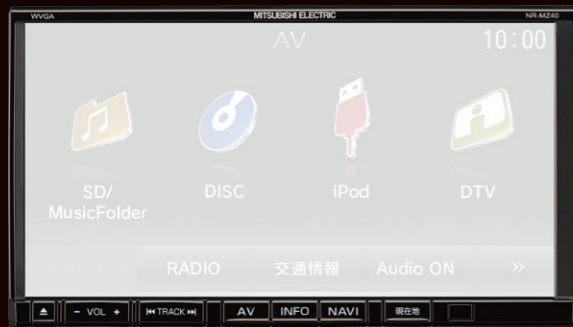 WVGA MITSUBISHI ELECTRIC NR-MZ40
AV 10:00
SD/
MusicFolder
DISC
iPod
DTV
RADIO 交通情報 Audio ON »
- VOL + TRACK AV INFO NAVI 現在地